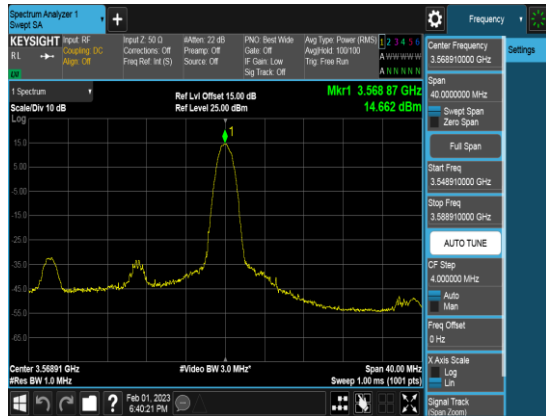 Spectrum Analyzer 1
Swept SA
+
Frequency
KEYSIGHT
RL
LV
Input: RF
Coupling: DC
Align: Off
Input Z: 50 Ω
Corrections: Off
Freq Ref: Int (S)
#Atten: 22 dB
Preamp: Off
Source: Off
PNO: Best Wide
Gate: Off
IF Gain: Low
Sig Track: Off
Avg Type: Power (RMS)
Avg|Hold: 100/100
Trig: Free Run
1 2 3 4 5 6
A W W W W W
A N N N N N
1 Spectrum
Scale/Div 10 dB
Log
Ref Lvl Offset 15.00 dB
Ref Level 25.00 dBm
Mkr1 3.568 87 GHz
14.662 dBm
1
15.0
5.00
-5.00
-15.0
-25.0
-35.0
-45.0
-55.0
-65.0
Center 3.56891 GHz
#Res BW 1.0 MHz
#Video BW 3.0 MHz*
Span 40.00 MHz
Sweep 1.00 ms (1001 pts)
Feb 01, 2023
6:40:21 PM
Center Frequency
3.568910000 GHz
Settings
Span
40.0000000 MHz
Swept Span
Zero Span
Full Span
Start Freq
3.548910000 GHz
Stop Freq
3.588910000 GHz
AUTO TUNE
CF Step
4.000000 MHz
Auto
Man
Freq Offset
0 Hz
X Axis Scale
Log
Lin
Signal Track
(Span Zoom)